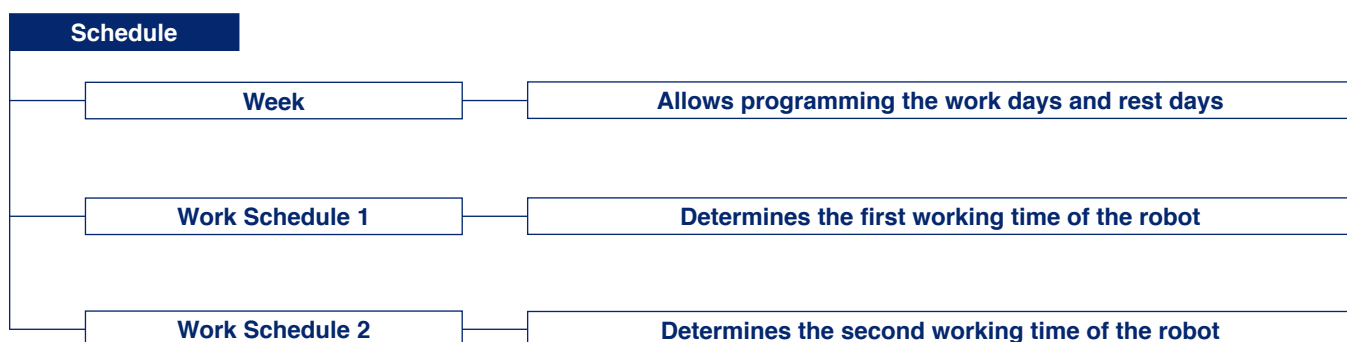 Schedule
Week
Allows programming the work days and rest days
Work Schedule 1
Determines the first working time of the robot
Work Schedule 2
Determines the second working time of the robot